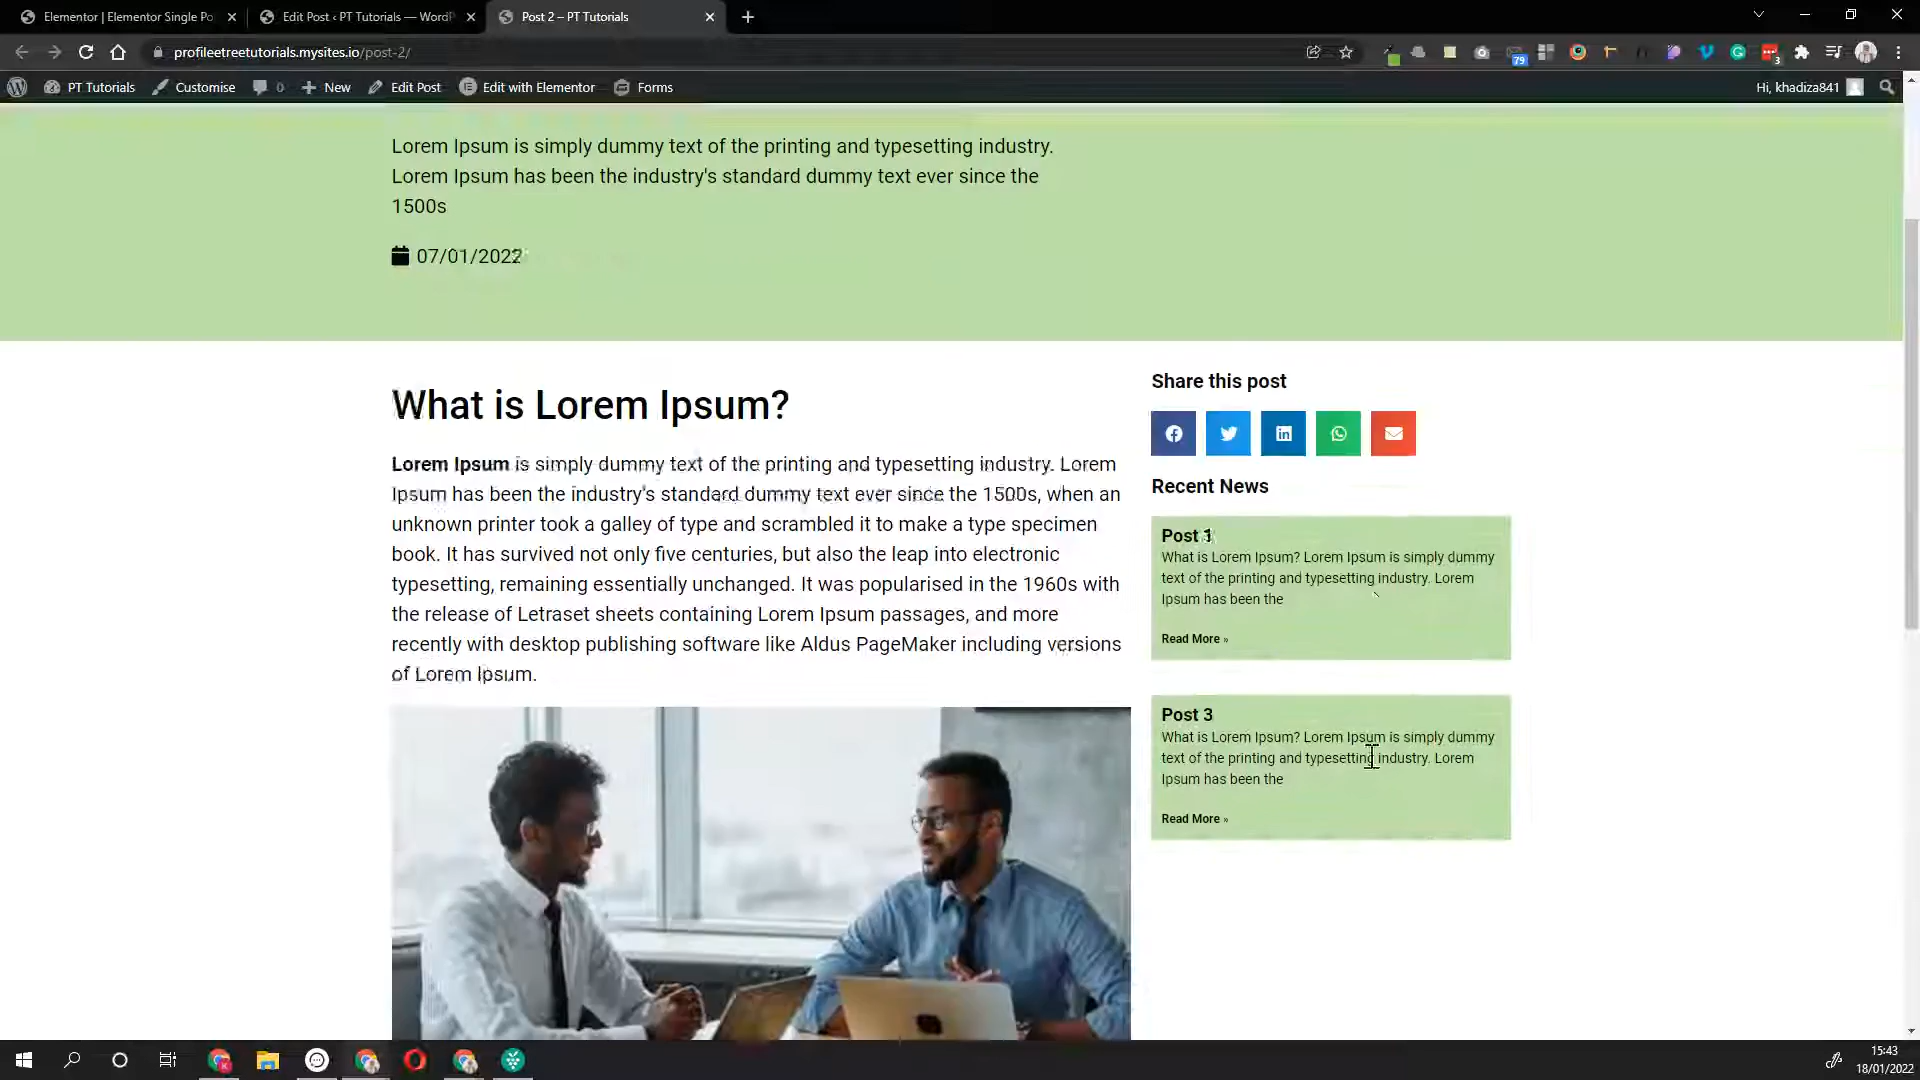 Elementor | Elementor Single Po
Edit Post ‹ PT Tutorials — WordP
Post 2 – PT Tutorials
profileetreetutorials.mysites.io/post-2/
79
3
PT Tutorials
Customise
0
New
Edit Post
Edit with Elementor
Forms
Hi, khadiza841
Lorem Ipsum is simply dummy text of the printing and typesetting industry.
Lorem Ipsum has been the industry's standard dummy text ever since the
1500s
07/01/2022
What is Lorem Ipsum?
Lorem Ipsum is simply dummy text of the printing and typesetting industry. Lorem
Ipsum has been the industry's standard dummy text ever since the 1500s, when an
unknown printer took a galley of type and scrambled it to make a type specimen
book. It has survived not only five centuries, but also the leap into electronic
typesetting, remaining essentially unchanged. It was popularised in the 1960s with
the release of Letraset sheets containing Lorem Ipsum passages, and more
recently with desktop publishing software like Aldus PageMaker including versions
of Lorem Ipsum.
Share this post
Recent News
Post 1
What is Lorem Ipsum? Lorem Ipsum is simply dummy
text of the printing and typesetting industry. Lorem
Ipsum has been the
Read More »
Post 3
What is Lorem Ipsum? Lorem Ipsum is simply dummy
text of the printing and typesetting industry. Lorem
Ipsum has been the
Read More »
15:43
18/01/2022